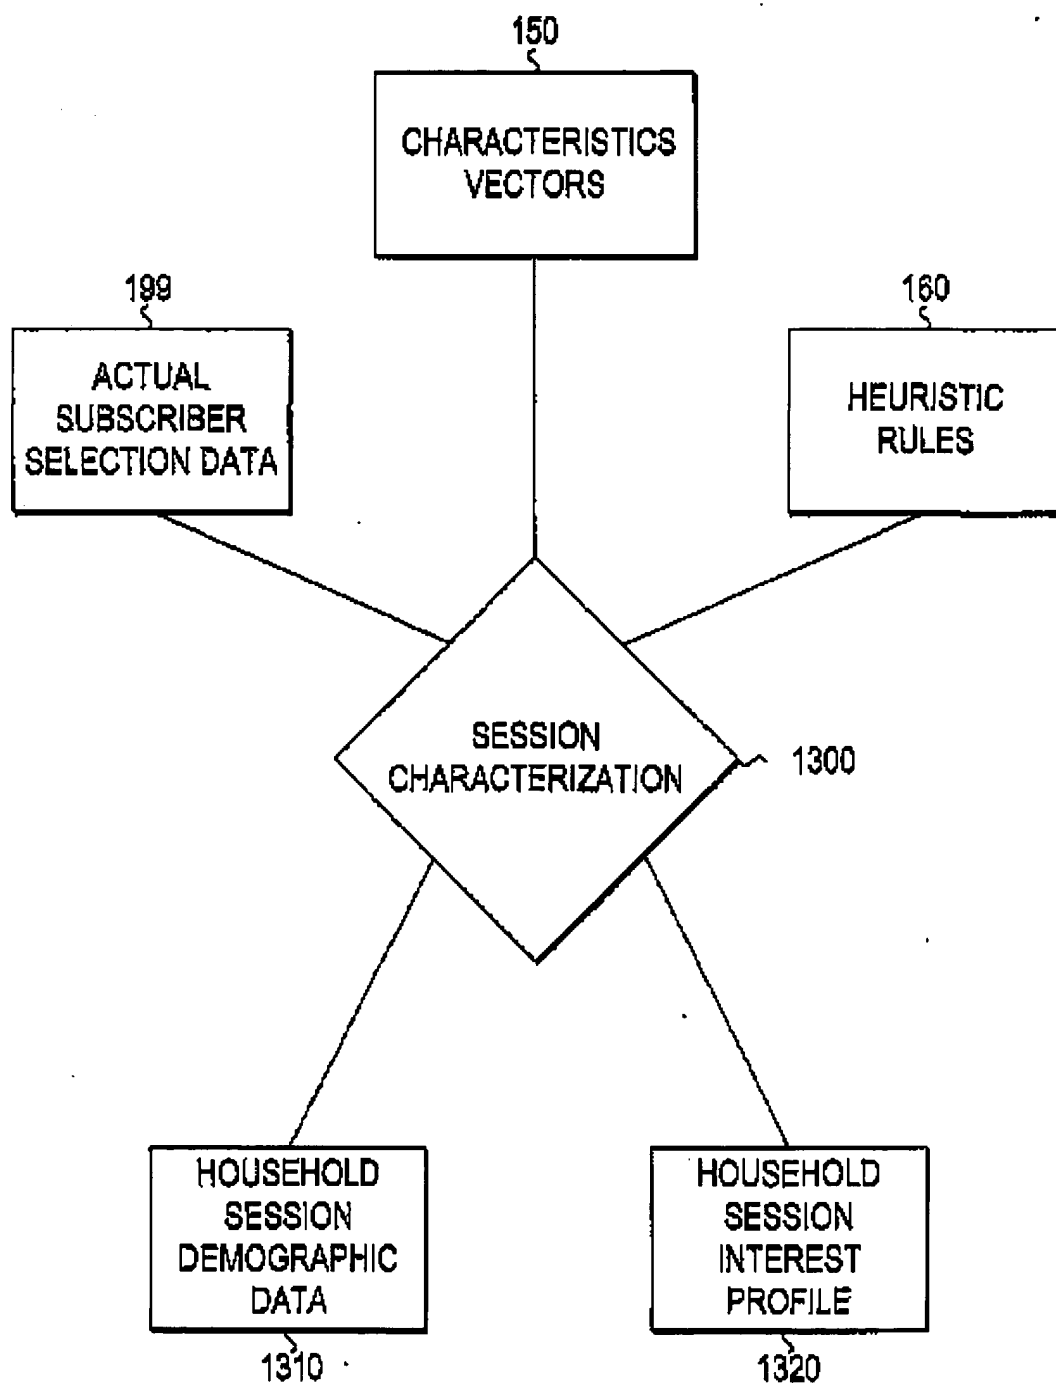 150
CHARACTERISTICS
VECTORS
199
ACTUAL
SUBSCRIBER
SELECTION DATA
160
HEURISTIC
RULES
SESSION
CHARACTERIZATION
1300
HOUSEHOLD
SESSION
DEMOGRAPHIC
DATA
1310
HOUSEHOLD
SESSION
INTEREST
PROFILE
1320